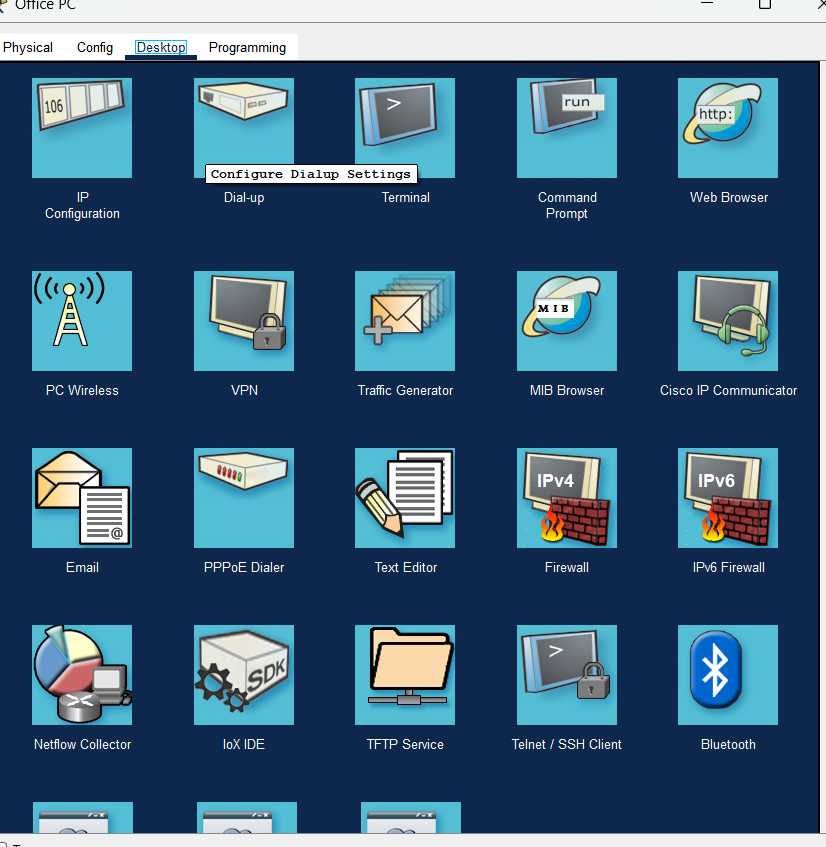 Office PC
Physical Config Desktop Programming
106
>
run
http:
Configure Dialup Settings
IP
Configuration
Dial-up
Terminal
Command
Prompt
Web Browser
MIB
PC Wireless
VPN
Traffic Generator
MIB Browser
Cisco IP Communicator
@
IPv4
IPv6
Email
PPPoE Dialer
Text Editor
Firewall
IPv6 Firewall
SDK
>
Netflow Collector
IoX IDE
TFTP Service
Telnet / SSH Client
Bluetooth